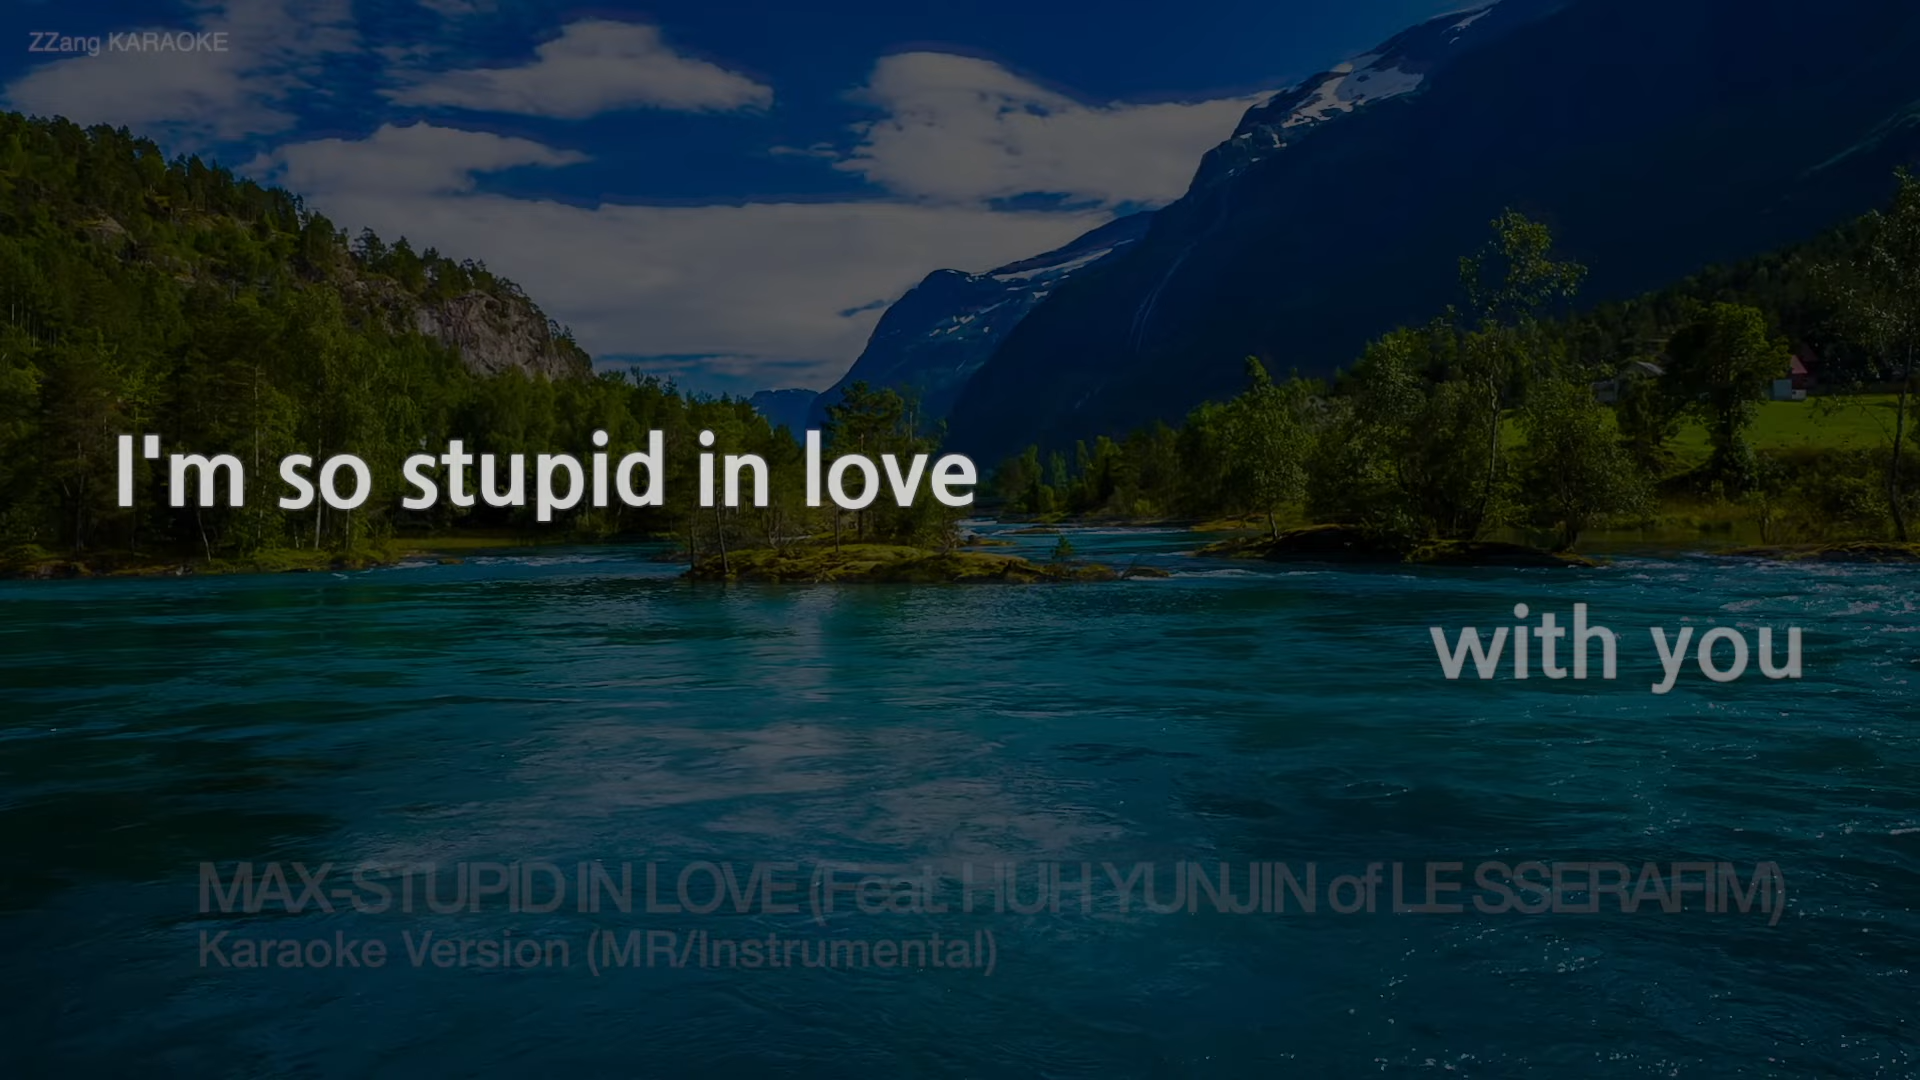 ZZang KARAOKE
I'm so stupid in love
with you
MAX-STUPID IN LOVE (Feat. HUH YUNJIN of LE SSERAFIM)
Karaoke Version (MR/Instrumental)